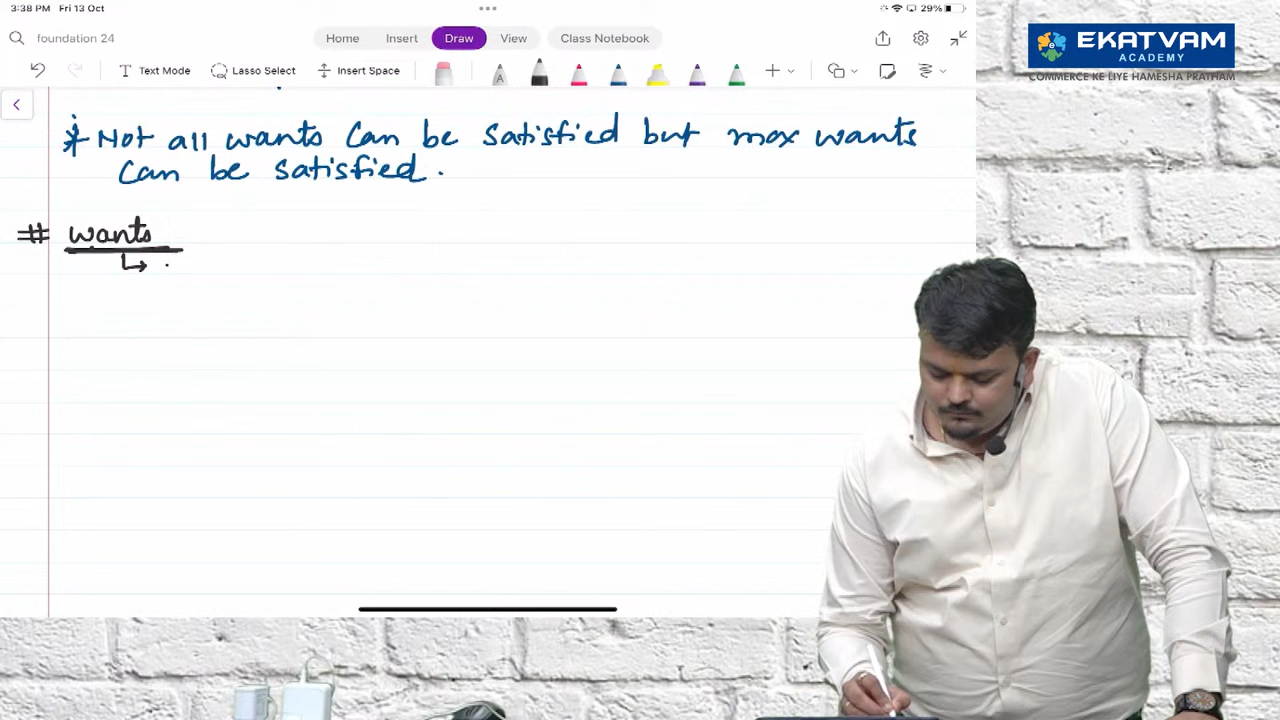 3:38 PM Fri 13 Oct
29%
foundation 24
Home Insert Draw View Class Notebook
Text Mode Lasso Select Insert Space
EKATVAM
ACADEMY
COMMERCE KE LIYE HAMESHA PRATHAM
* Not all wants can be satisfied but max wants
can be satisfied.
# wants